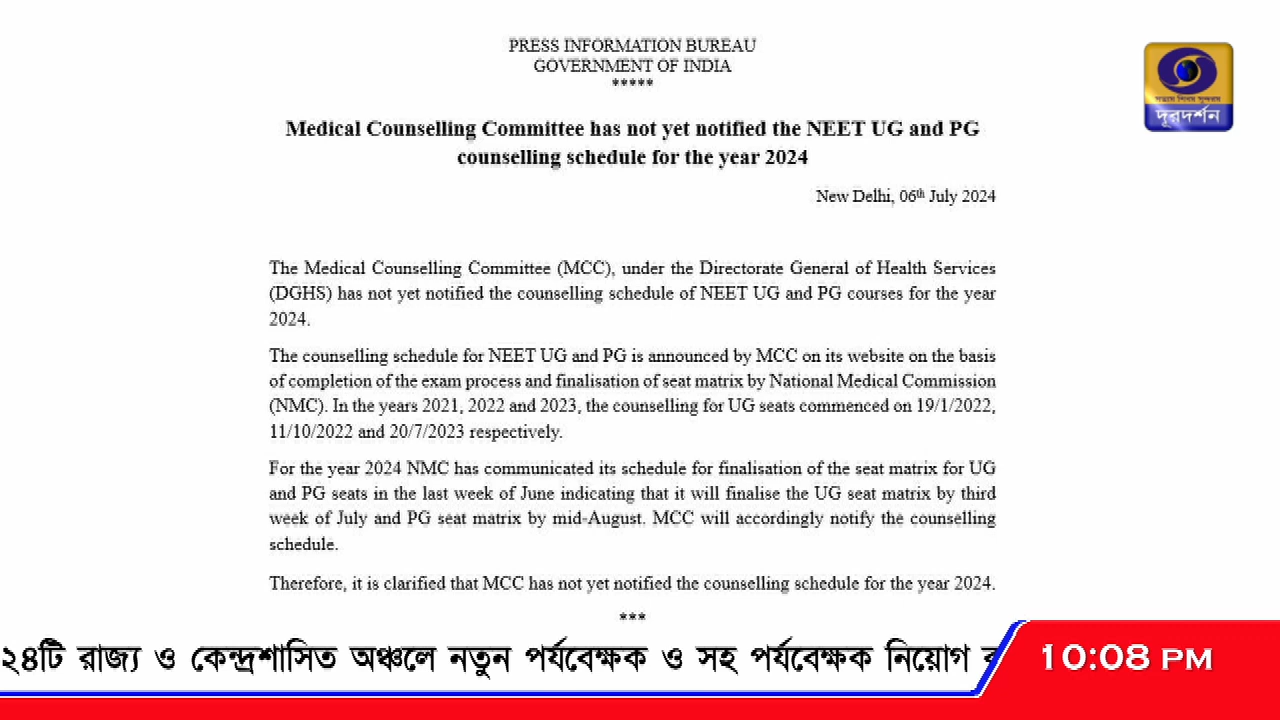 PRESS INFORMATION BUREAU
GOVERNMENT OF INDIA
*****
Medical Counselling Committee has not yet notified the NEET UG and PG
counselling schedule for the year 2024
New Delhi, 06th July 2024
The Medical Counselling Committee (MCC), under the Directorate General of Health Services
(DGHS) has not yet notified the counselling schedule of NEET UG and PG courses for the year
2024.
The counselling schedule for NEET UG and PG is announced by MCC on its website on the basis
of completion of the exam process and finalisation of seat matrix by National Medical Commission
(NMC). In the years 2021, 2022 and 2023, the counselling for UG seats commenced on 19/1/2022,
11/10/2022 and 20/7/2023 respectively.
For the year 2024 NMC has communicated its schedule for finalisation of the seat matrix for UG
and PG seats in the last week of June indicating that it will finalise the UG seat matrix by third
week of July and PG seat matrix by mid-August. MCC will accordingly notify the counselling
schedule.
Therefore, it is clarified that MCC has not yet notified the counselling schedule for the year 2024.
***
সত্যম শিবম সুন্দরম
দূরদর্শন
২৪টি রাজ্য ও কেন্দ্রশাসিত অঞ্চলে নতুন পর্যবেক্ষক ও সহ পর্যবেক্ষক নিয়োগ
10:08 PM